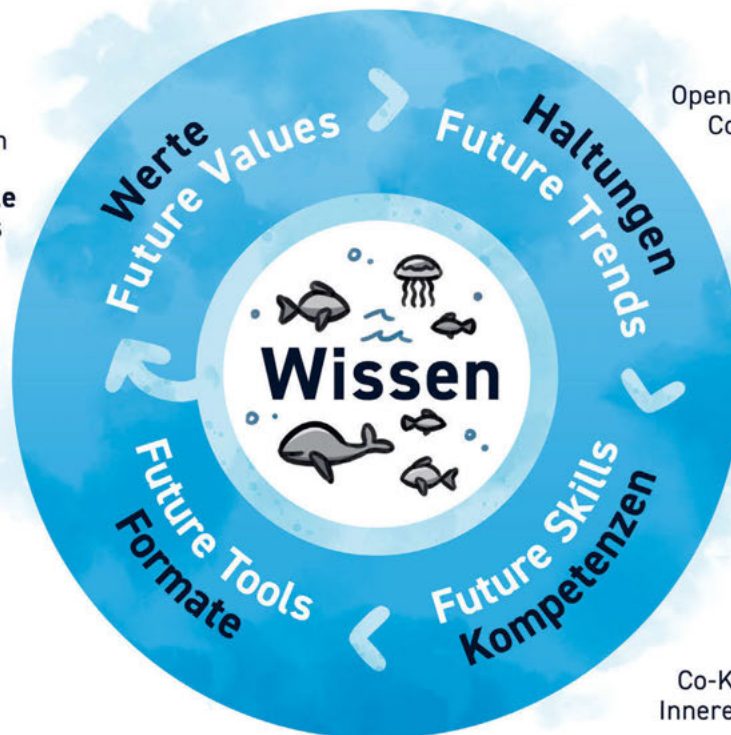 Werte
Future Values
Haltungen
Future Trends
Wissen
Future Tools
Formate
Future Skills
Kompetenzen
Open
Co
Co-K
Innere